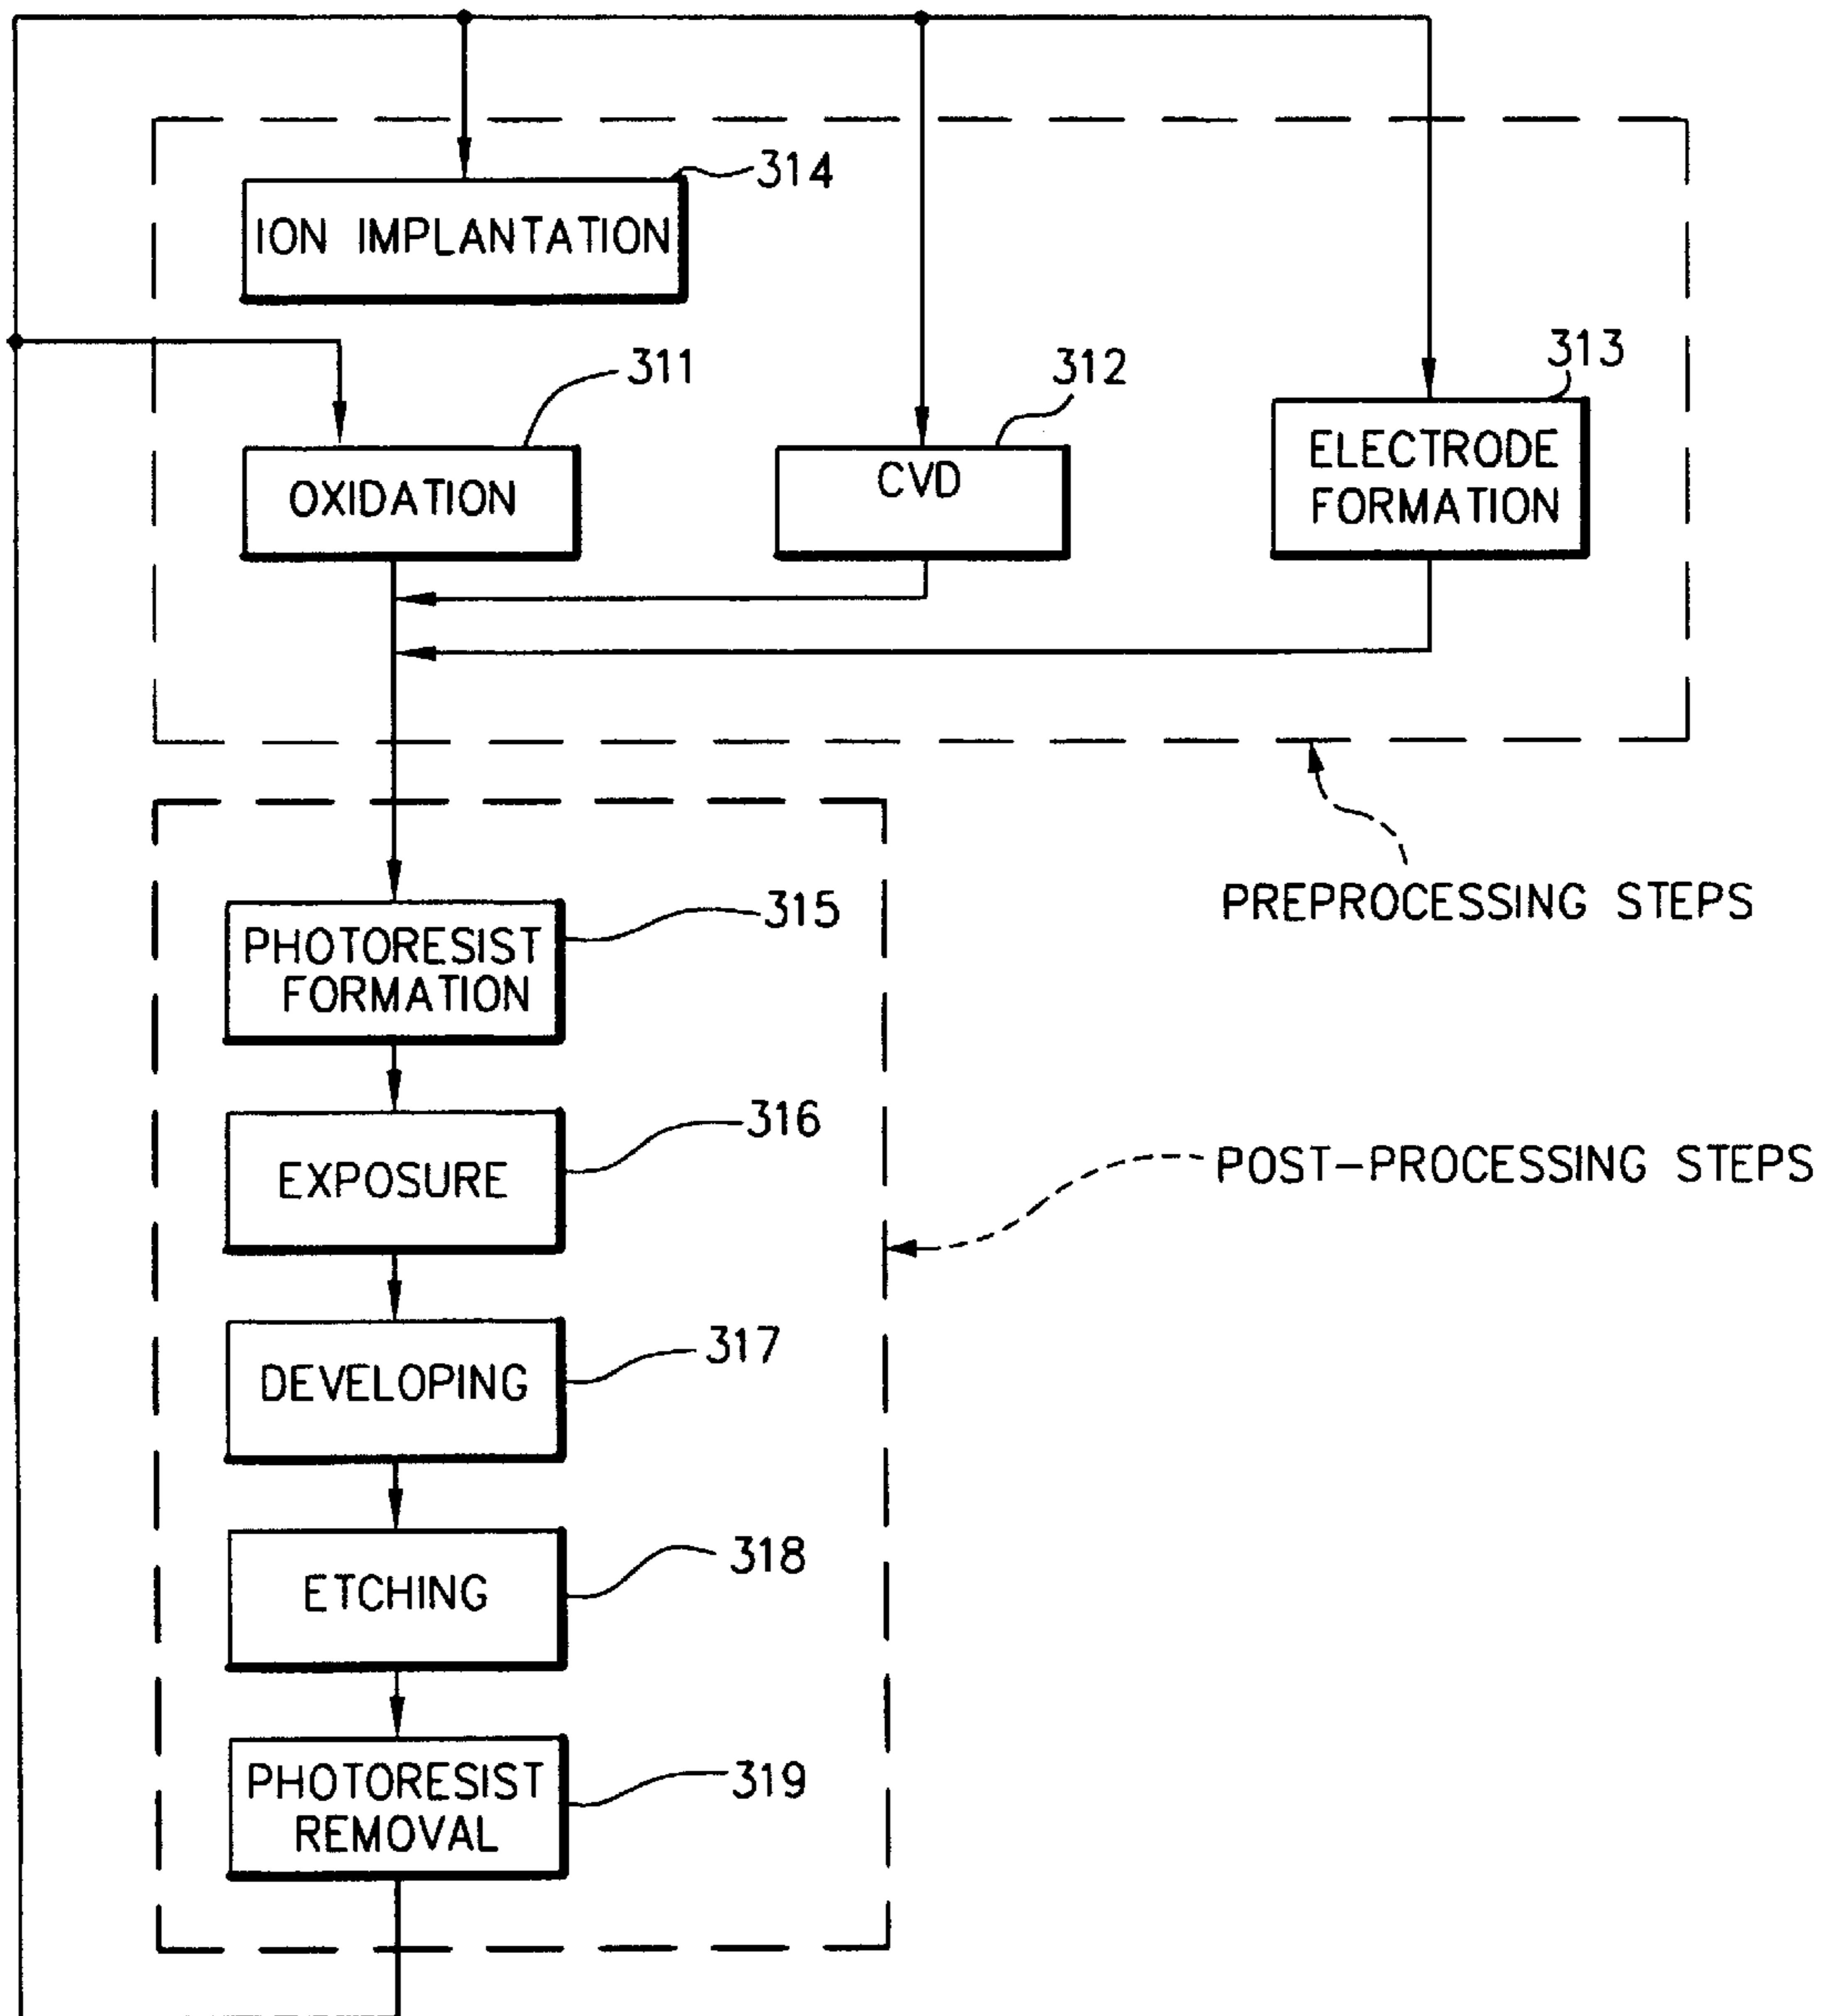 314
ION IMPLANTATION
311
312
313
OXIDATION
CVD
ELECTRODE
FORMATION
PREPROCESSING STEPS
315
PHOTORESIST
FORMATION
316
EXPOSURE
POST-PROCESSING STEPS
317
DEVELOPING
318
ETCHING
319
PHOTORESIST
REMOVAL